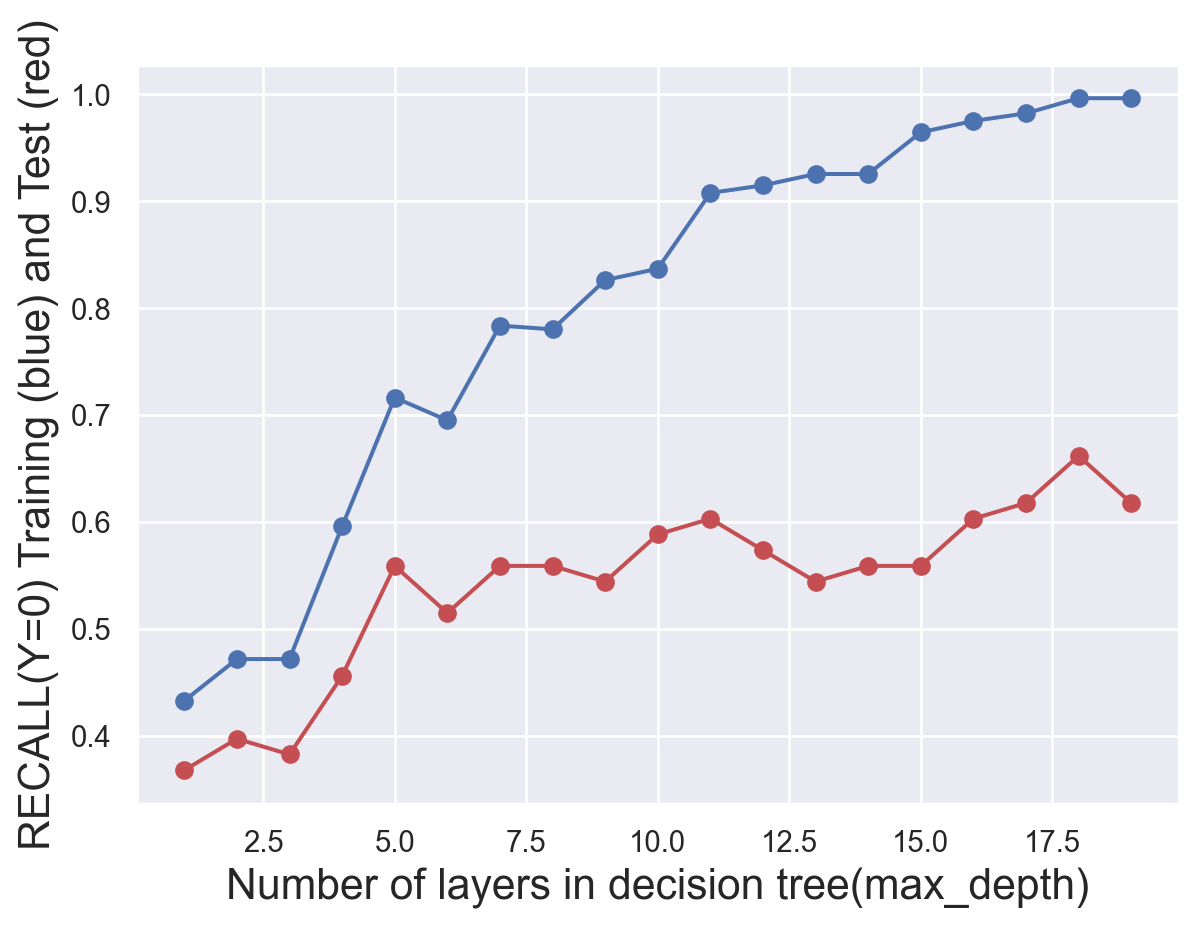 RECALL(Y=0) Training (blue) and Test (red)
1.0
0.9
0.8
0.7
0.6
0.5
0.4
2.5 5.0 7.5 10.0 12.5 15.0 17.5
Number of layers in decision tree(max_depth)